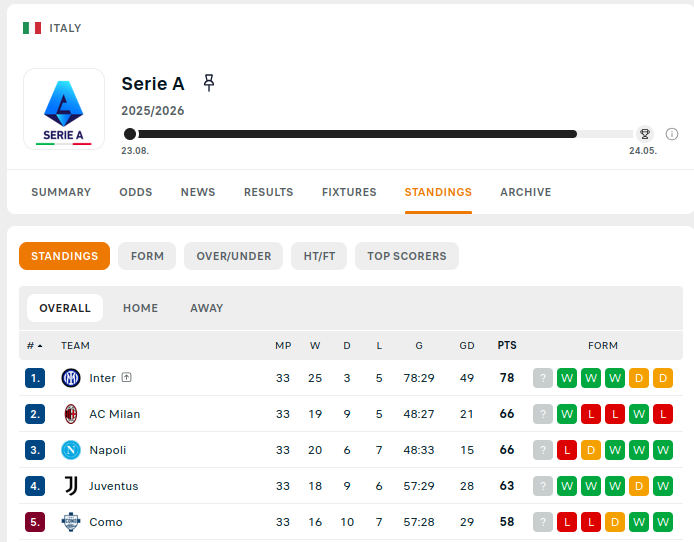 ITALY
Serie A
2025/2026
SERIE A
23.08. 24.05.
SUMMARY ODDS NEWS RESULTS FIXTURES STANDINGS ARCHIVE
STANDINGS FORM OVER/UNDER HT/FT TOP SCORERS
OVERALL HOME AWAY
# TEAM MP W D L G GD PTS FORM
1. Inter 33 25 3 5 78:29 49 78 ? W W W D D
2. AC Milan 33 19 9 5 48:27 21 66 ? W L L W L
3. Napoli 33 20 6 7 48:33 15 66 ? L D W W W
4. Juventus 33 18 9 6 57:29 28 63 ? W W W D W
5. Como 33 16 10 7 57:28 29 58 ? L L D W W